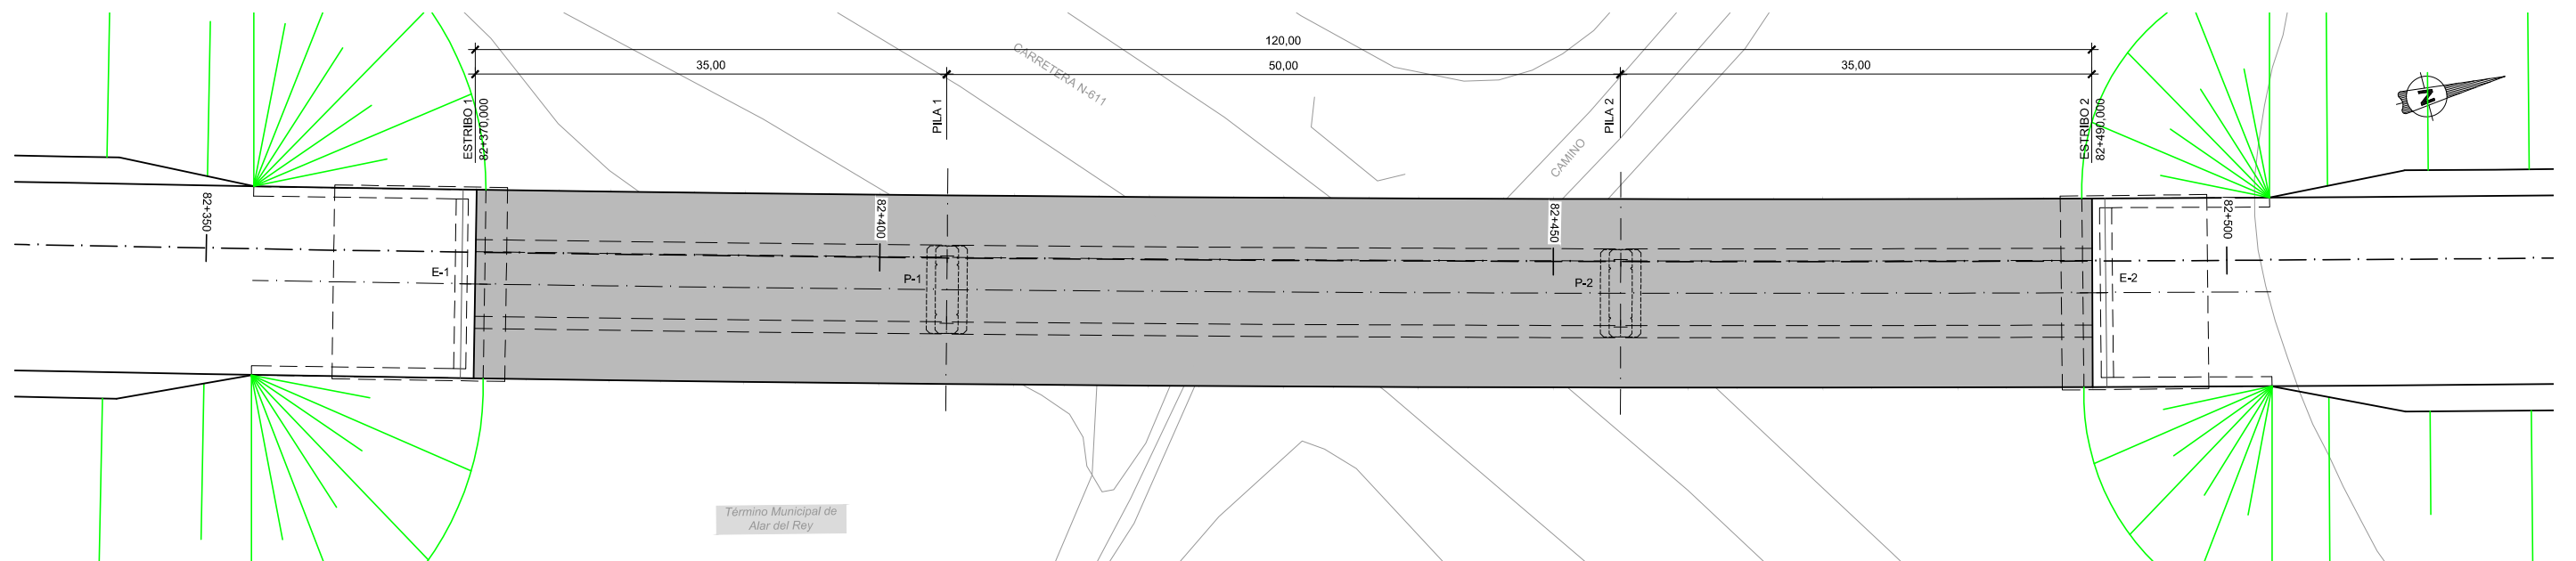 120,00
35,00
50,00
35,00
CARRETERA N-611
CAMINO
ESTRIBO 1
82+370,000
PILA 1
PILA 2
ESTRIBO 2
82+490,000
N
82+350
82+400
82+450
82+500
E-1
P-1
P-2
E-2
Término Municipal de
Alar del Rey